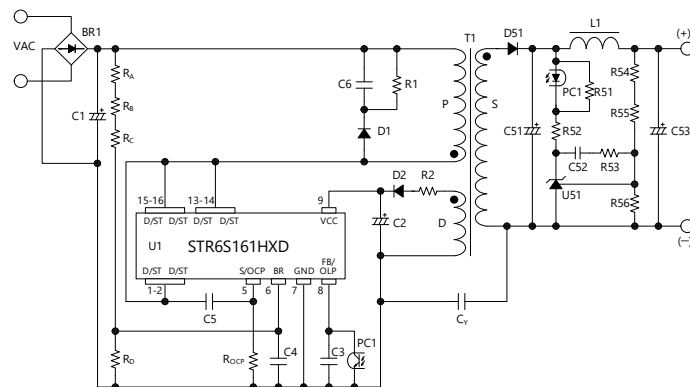 BR1
VAC
T1
D51
L1
(+)
RA
C6
R1
R54
PC1
R51
C1
RB
P
S
R55
RC
D1
C51
R52
C53
C52
R53
15-16
13-14
D2
R2
U51
9
R56
D/ST D/ST D/ST D/ST
VCC
C2
D
(−)
U1
STR6S161HXD
D/ST D/ST
S/OCP
BR
GND
FB/
OLP
1-2
5
6
7
8
C5
CY
PC1
RD
ROCP
C4
C3